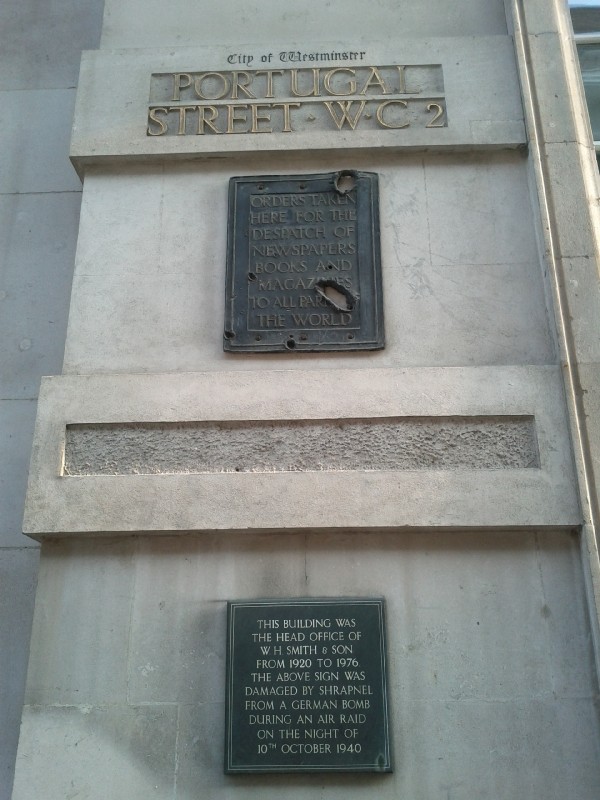 City of Westminster
PORTUGAL
STREET · W · C 2
ORDERS TAKEN
HERE FOR THE
DESPATCH OF
NEWSPAPERS
BOOKS AND
MAGAZINES
TO ALL
THE WORLD
THIS BUILDING WAS
THE HEAD OFFICE OF
W.H. SMITH & SON
FROM 1920 TO 1976.
THE ABOVE SIGN WAS
DAMAGED BY SHRAPNEL
FROM A GERMAN BOMB
DURING AN AIR RAID
ON THE NIGHT OF
10TH OCTOBER 1940